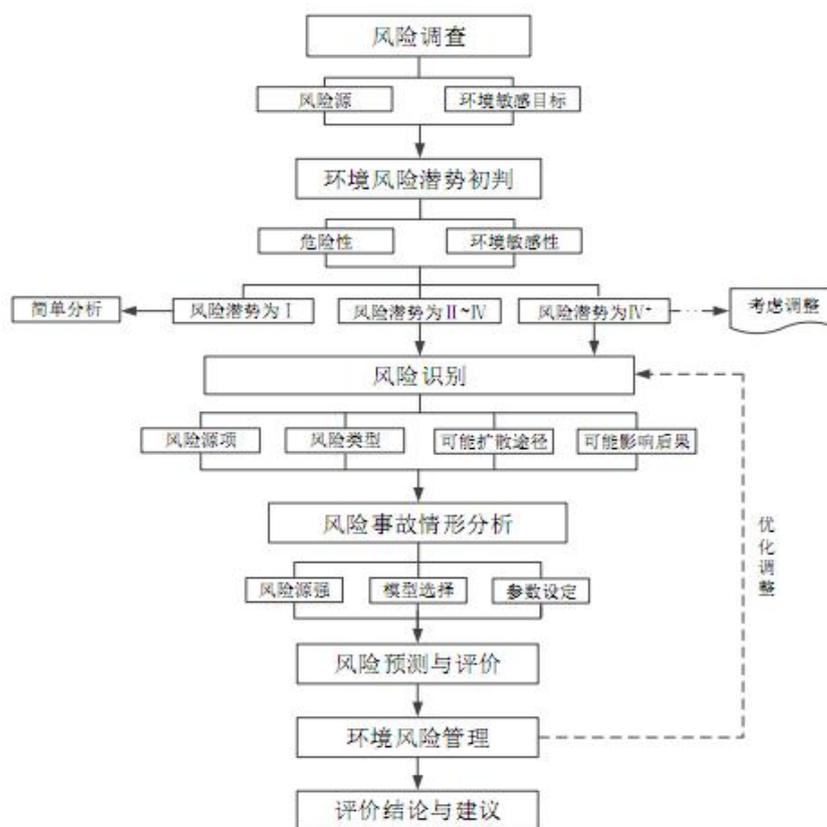 风险调查
风险源
环境敏感目标
环境风险潜势初判
危险性
环境敏感性
简单分析
风险潜势为Ⅰ
风险潜势为Ⅱ~Ⅳ
风险潜势为Ⅳ+
考虑调整
风险识别
风险源项
风险类型
可能扩散途径
可能影响后果
风险事故情形分析
优化调整
风险源强
模型选择
参数设定
风险预测与评价
环境风险管理
评价结论与建议